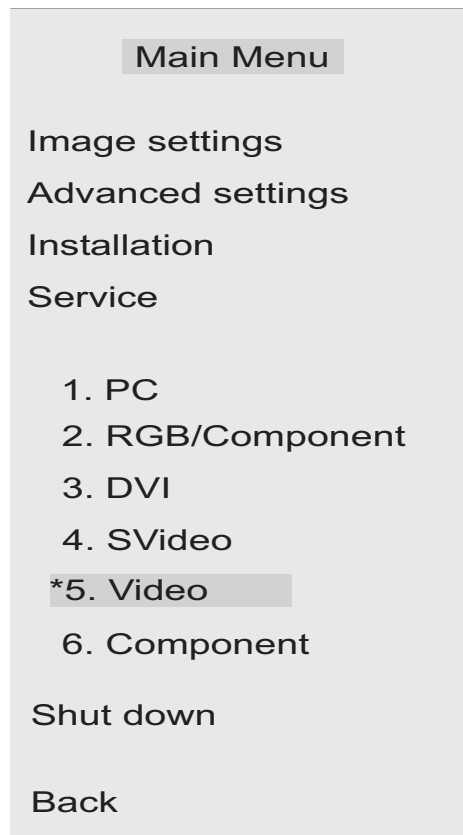 Main Menu
Image settings
Advanced settings
Installation
Service
1. PC
2. RGB/Component
3. DVI
4. SVideo
*5. Video
6. Component
Shut down
Back